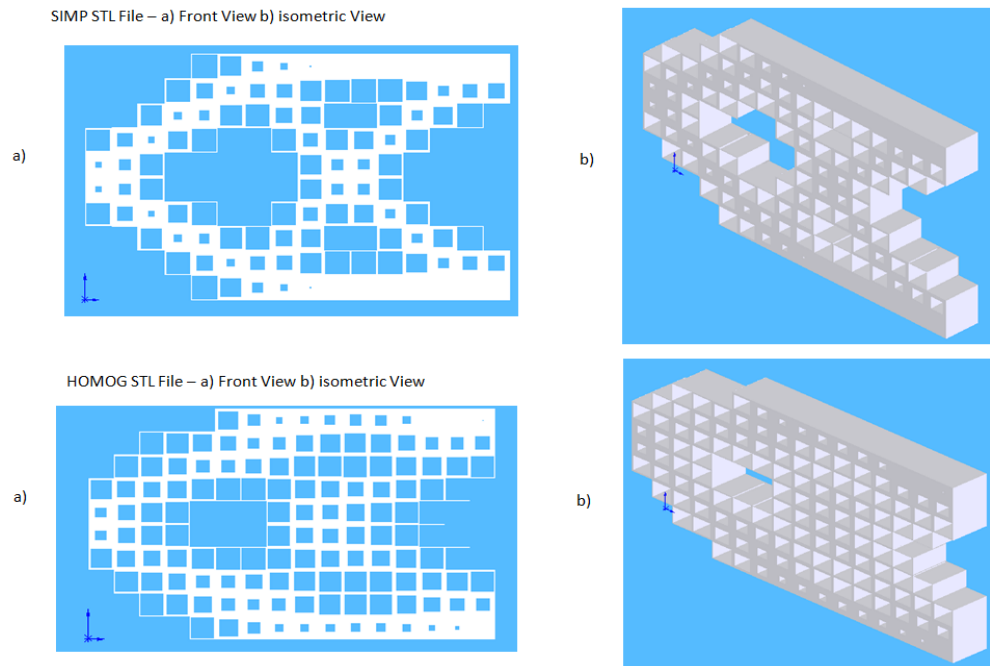 SIMP STL File – a) Front View b) isometric View
a)
b)
HOMOG STL File – a) Front View b) isometric View
a)
b)